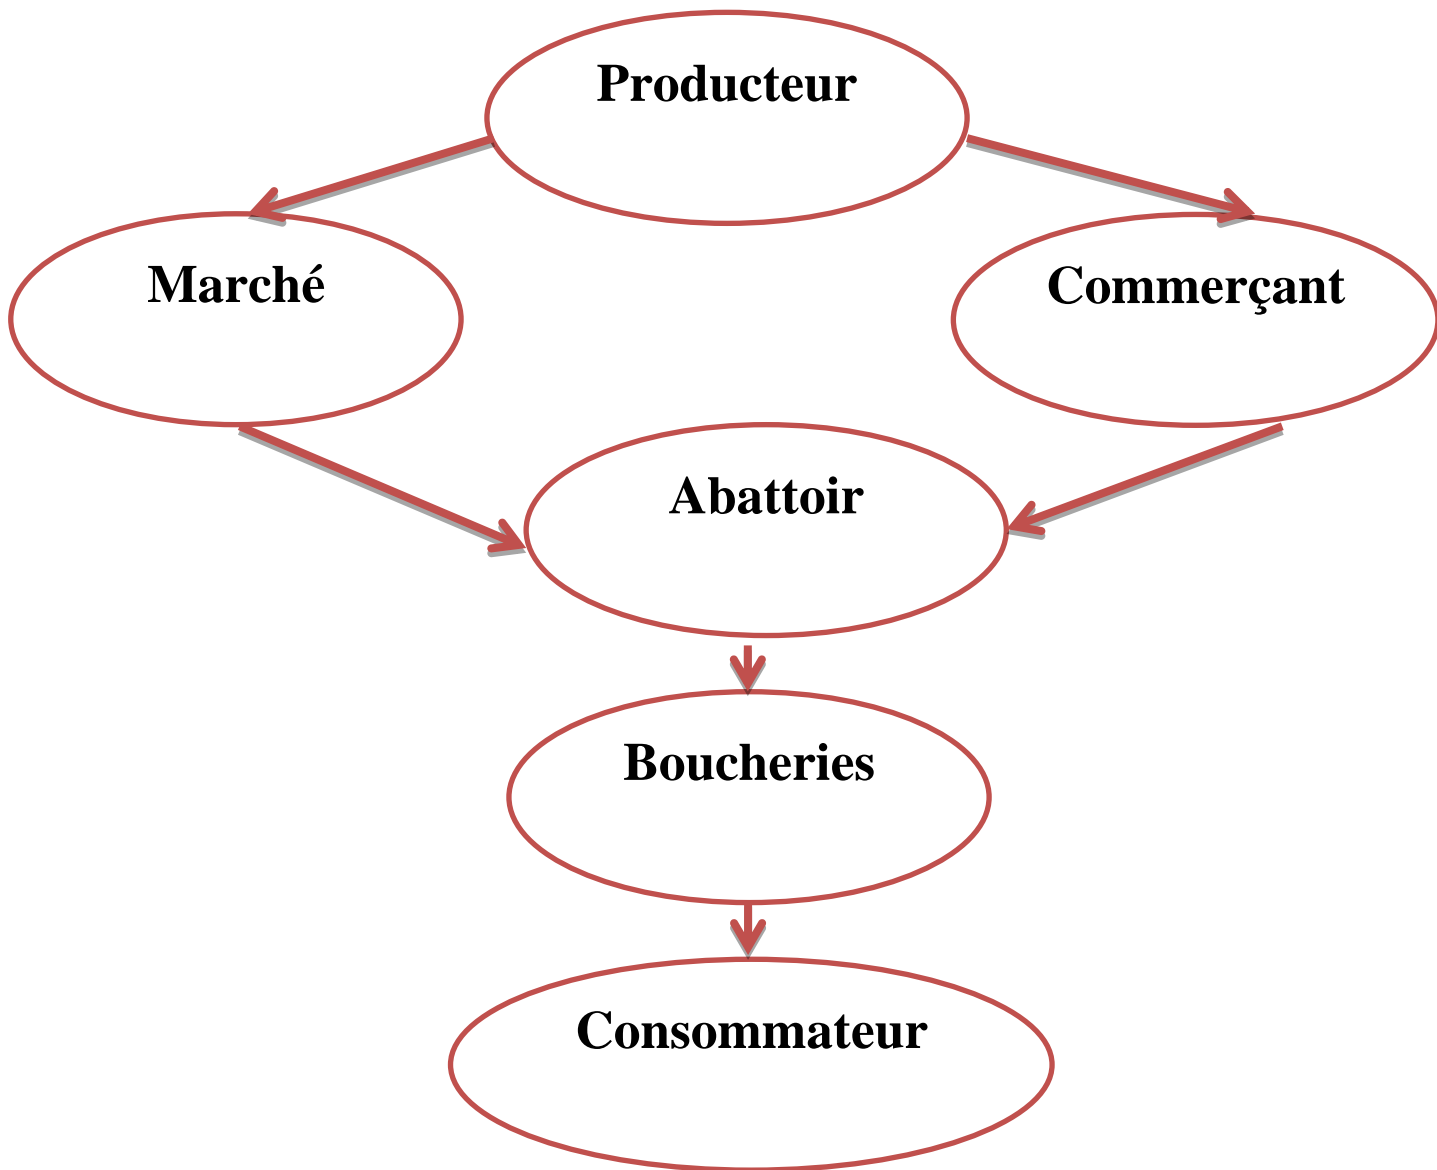 Producteur
Marché
Commerçant
Abattoir
Boucheries
Consommateur